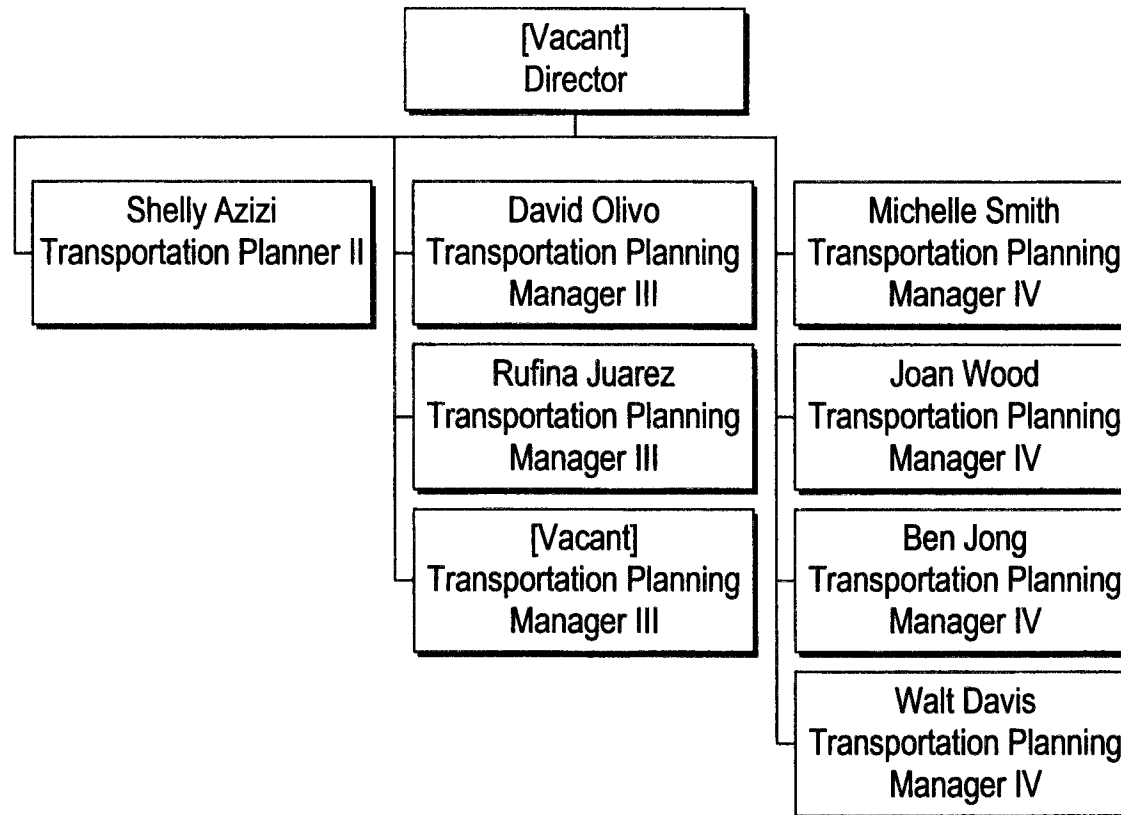 [Vacant]
Director
Shelly Azizi
Transportation Planner II
David Olivo
Transportation Planning
Manager III
Rufina Juarez
Transportation Planning
Manager III
[Vacant]
Transportation Planning
Manager III
Michelle Smith
Transportation Planning
Manager IV
Joan Wood
Transportation Planning
Manager IV
Ben Jong
Transportation Planning
Manager IV
Walt Davis
Transportation Planning
Manager IV